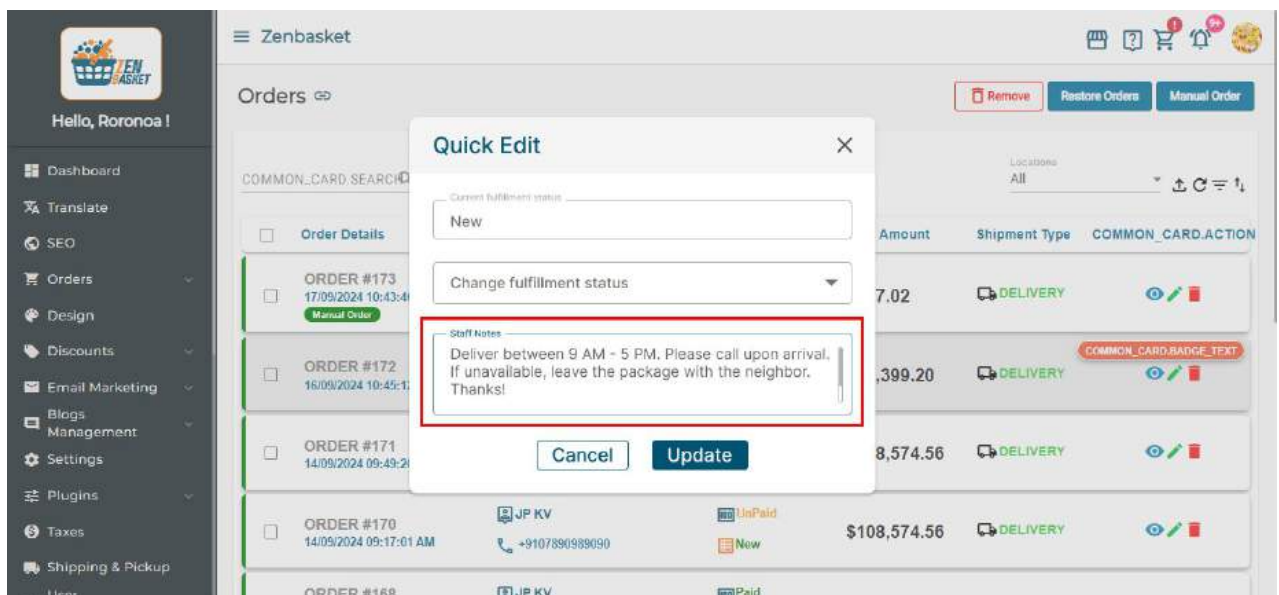 ZEN
BASKET
Hello, Roronoa !
Dashboard
Translate
SEO
Orders
Design
Discounts
Email Marketing
Blogs
Management
Settings
Plugins
Taxes
Shipping & Pickup
User
Zenbasket
9+
Orders
Remove
Restore Orders
Manual Order
COMMON_CARD.SEARCH
Locations
All
Order Details
Amount
Shipment Type
COMMON_CARD.ACTION
ORDER #173
17/09/2024 10:43:4
Manual Order
7.02
DELIVERY
ORDER #172
16/09/2024 10:45:1
,399.20
DELIVERY
COMMON_CARD.BADGE_TEXT
ORDER #171
14/09/2024 09:49:2
8,574.56
DELIVERY
ORDER #170
14/09/2024 09:17:01 AM
JP KV
+9107890989090
UnPaid
New
$108,574.56
DELIVERY
ORDER #168
JP KV
Paid
Quick Edit
Current fulfillment status
New
Change fulfillment status
Staff Notes
Deliver between 9 AM - 5 PM. Please call upon arrival.
If unavailable, leave the package with the neighbor.
Thanks!
Cancel
Update